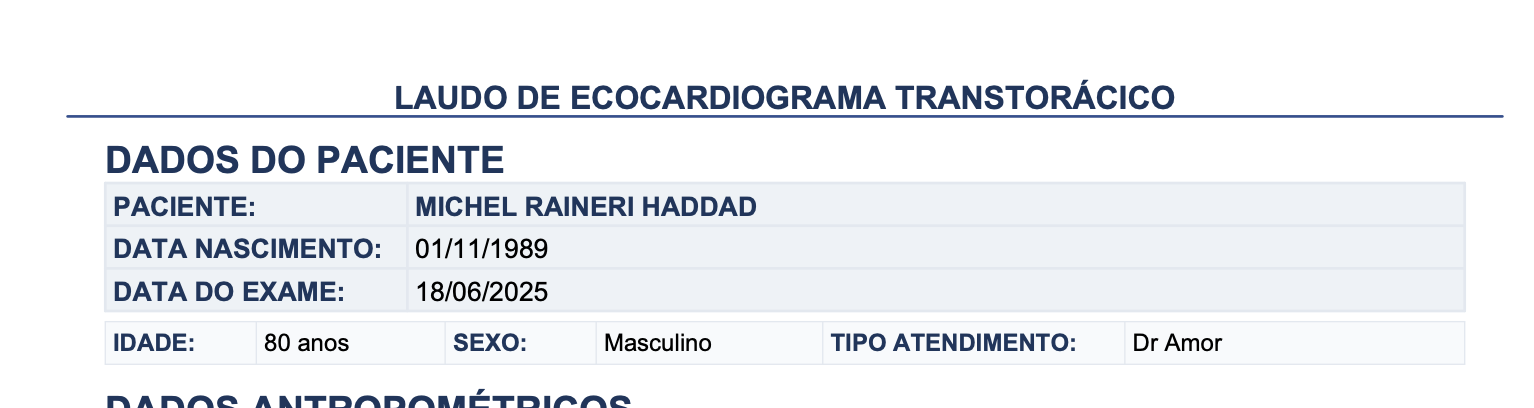 LAUDO DE ECOCARDIOGRAMA TRANSTORÁCICO
DADOS DO PACIENTE
PACIENTE: MICHEL RAINERI HADDAD
DATA NASCIMENTO: 01/11/1989
DATA DO EXAME: 18/06/2025
IDADE: 80 anos SEXO: Masculino TIPO ATENDIMENTO: Dr Amor
DADOS ANTROPOMÉTRICOS